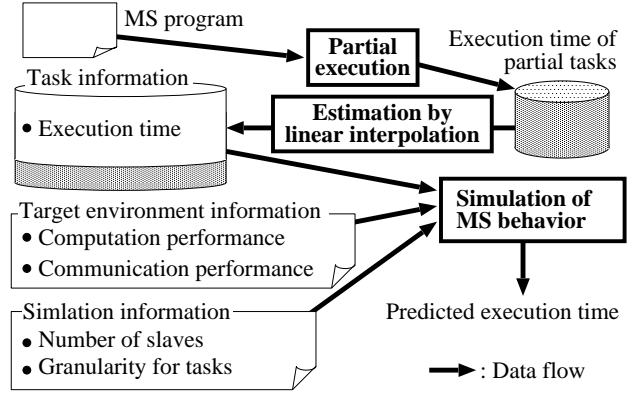 MS program
Partial
execution
Execution time of
partial tasks
Task information
• Execution time
Estimation by
linear interpolation
Target environment information
• Computation performance
• Communication performance
Simulation of
MS behavior
Simlation information
• Number of slaves
• Granularity for tasks
Predicted execution time
: Data flow